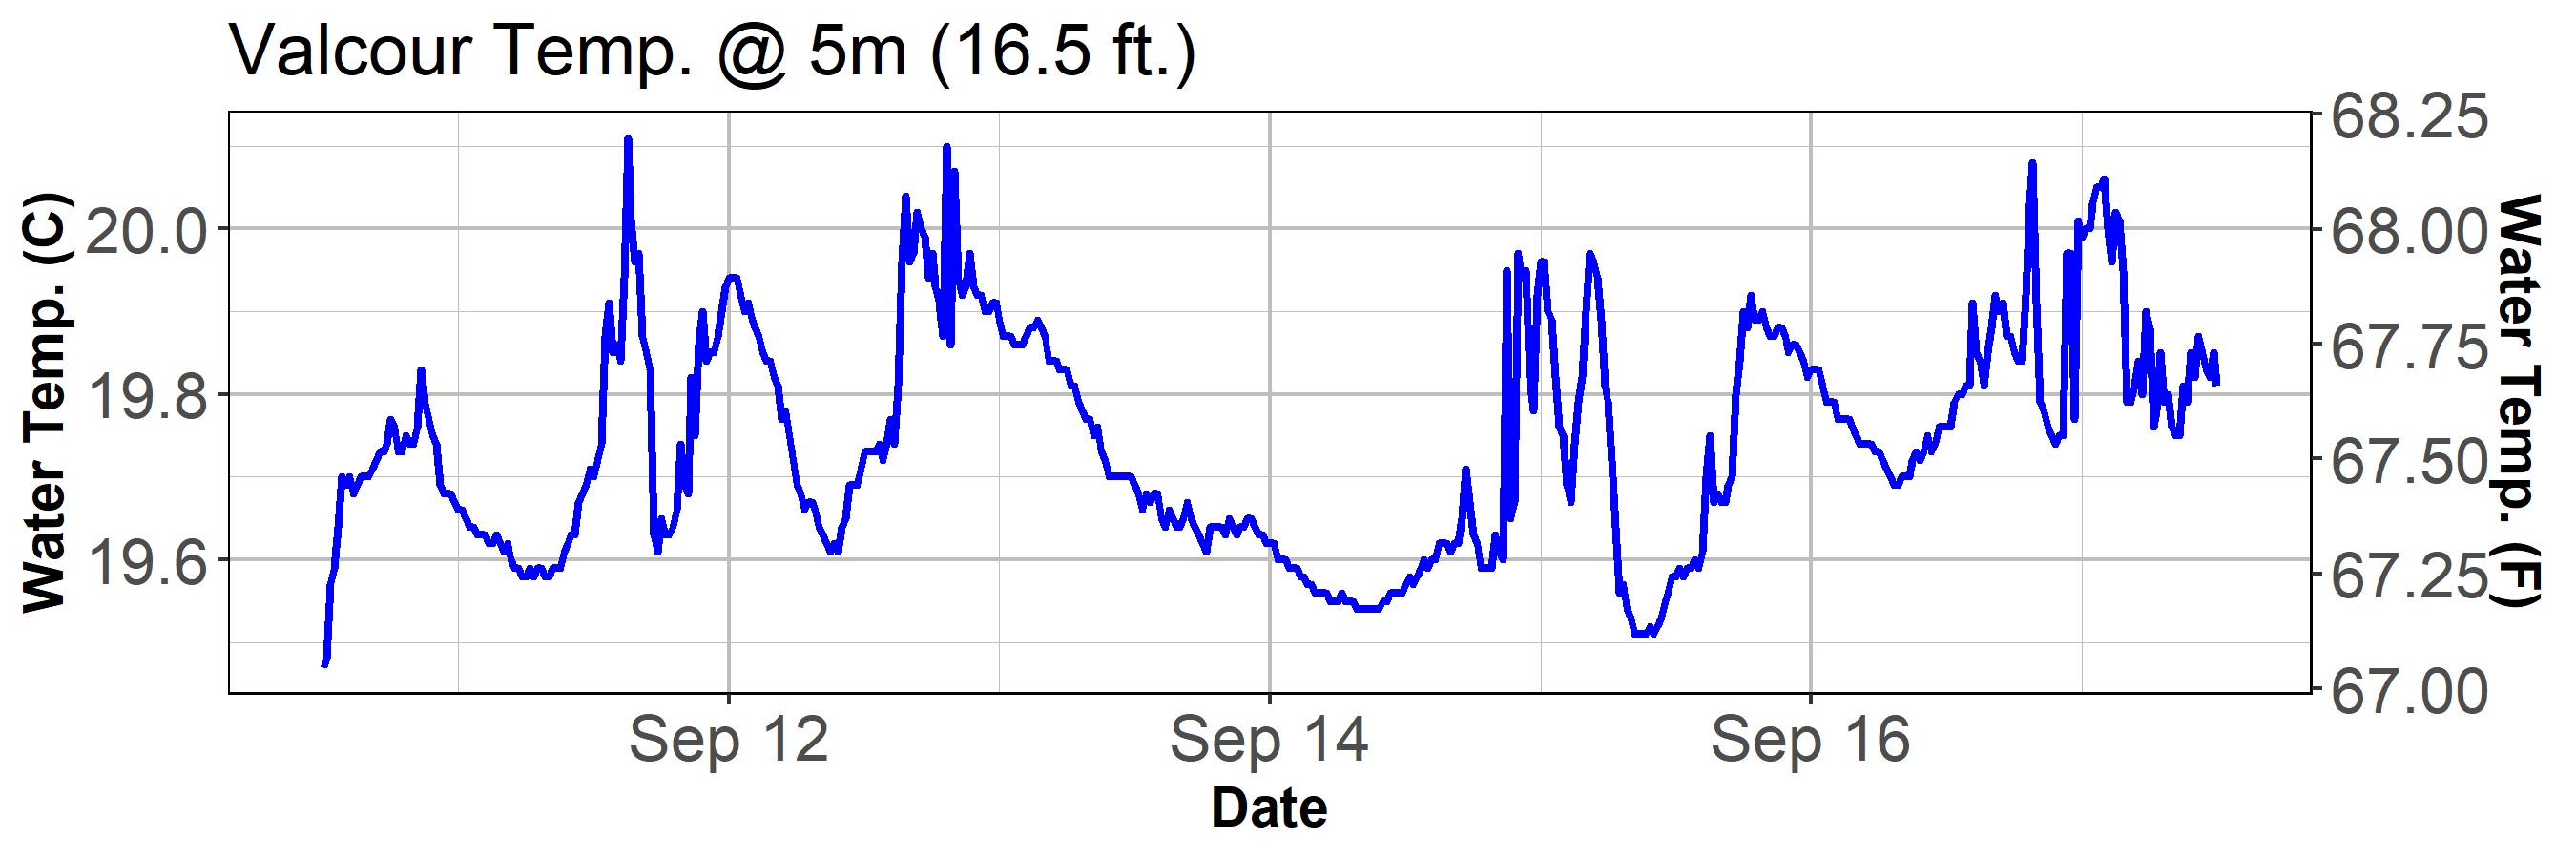 Valcour Temp. @ 5m (16.5 ft.)
Water Temp. (C)
20.0
19.8
19.6
68.25
68.00
67.75
67.50
67.25
67.00
Water Temp. (F)
Sep 12
Sep 14
Sep 16
Date